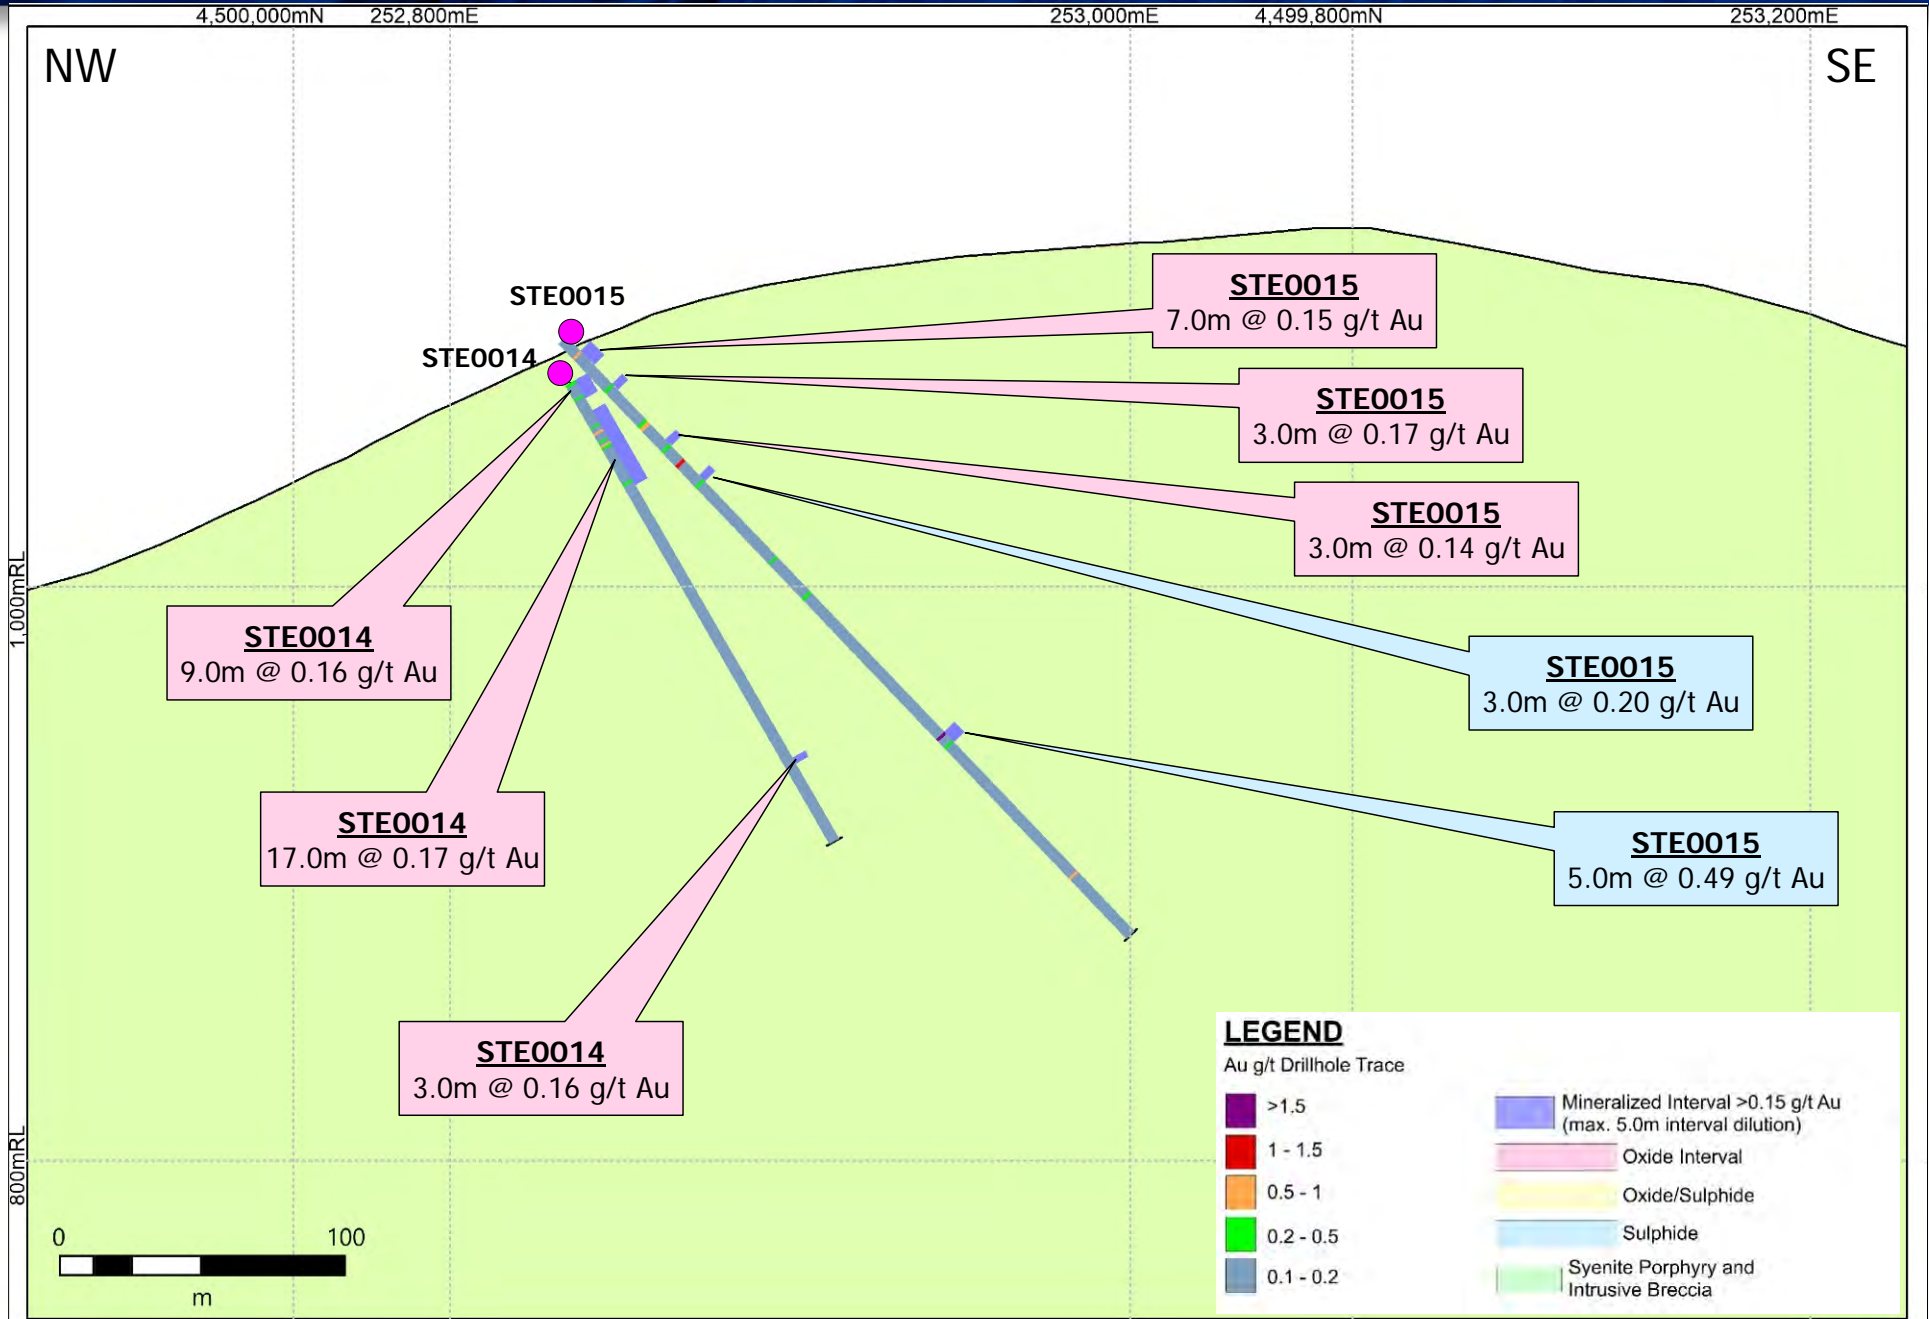 4,500,000mN 252,800mE 253,000mE 4,499,800mN 253,200mE
NW
SE
STE0015
STE0014
STE0015
7.0m @ 0.15 g/t Au
STE0015
3.0m @ 0.17 g/t Au
STE0015
3.0m @ 0.14 g/t Au
1,000mRL
STE0014
9.0m @ 0.16 g/t Au
STE0015
3.0m @ 0.20 g/t Au
STE0014
17.0m @ 0.17 g/t Au
STE0015
5.0m @ 0.49 g/t Au
STE0014
3.0m @ 0.16 g/t Au
800mRL
0 100
m
LEGEND
Au g/t Drillhole Trace
>1.5
1 - 1.5
0.5 - 1
0.2 - 0.5
0.1 - 0.2
Mineralized Interval >0.15 g/t Au
(max. 5.0m interval dilution)
Oxide Interval
Oxide/Sulphide
Sulphide
Syenite Porphyry and
Intrusive Breccia